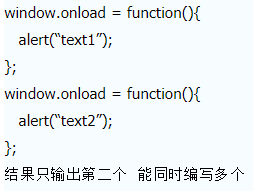 window.onload = function(){
alert(“text1”);
};
window.onload = function(){
alert(“text2”);
};
结果只输出第二个 能同时编写多个